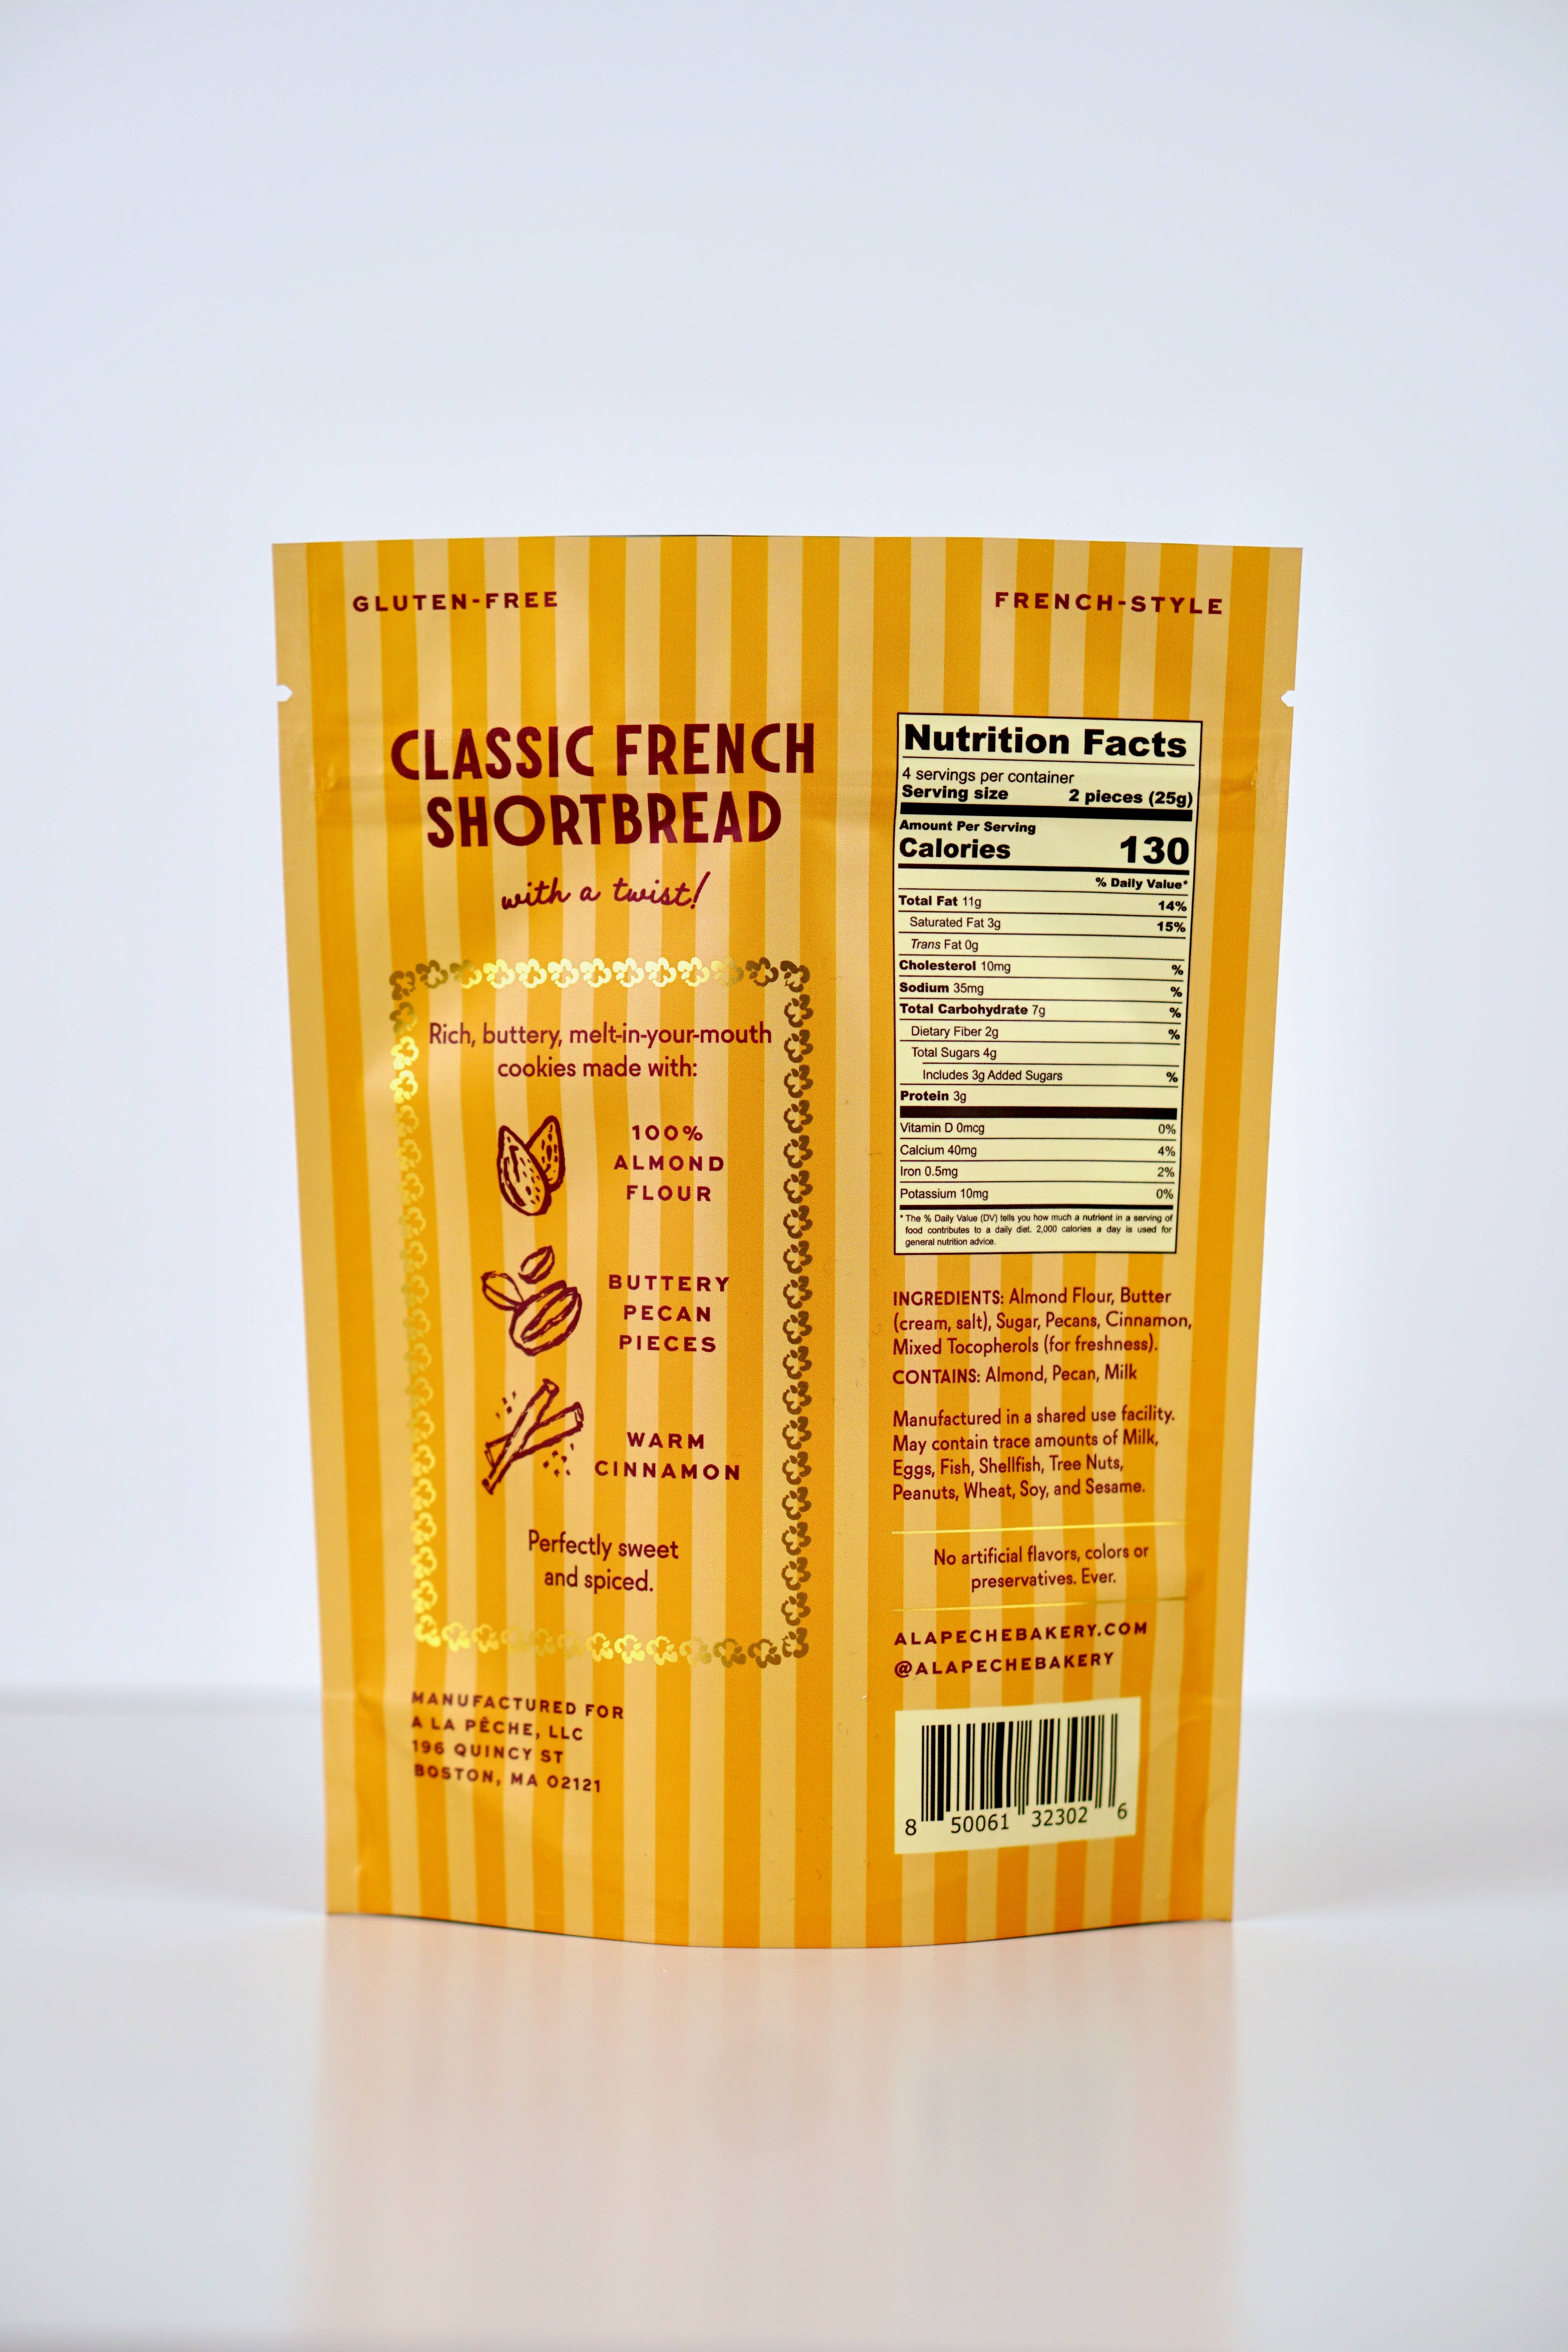 GLUTEN-FREE
FRENCH-STYLE
CLASSIC FRENCH
SHORTBREAD
with a twist!
Rich, buttery, melt-in-your-mouth
cookies made with:
100%
ALMOND
FLOUR
BUTTERY
PECAN
PIECES
WARM
CINNAMON
Perfectly sweet
and spiced.
MANUFACTURED FOR
A LA PÊCHE, LLC
196 QUINCY ST
BOSTON, MA 02121
Nutrition Facts
4 servings per container
Serving size 2 pieces (25g)
Amount Per Serving
Calories 130
% Daily Value*
Total Fat 11g 14%
Saturated Fat 3g 15%
Trans Fat 0g
Cholesterol 10mg %
Sodium 35mg %
Total Carbohydrate 7g %
Dietary Fiber 2g %
Total Sugars 4g
Includes 3g Added Sugars %
Protein 3g
Vitamin D 0mcg 0%
Calcium 40mg 4%
Iron 0.5mg 2%
Potassium 10mg 0%
* The % Daily Value (DV) tells you how much a nutrient in a serving of
food contributes to a daily diet. 2,000 calories a day is used for
general nutrition advice.
INGREDIENTS: Almond Flour, Butter
(cream, salt), Sugar, Pecans, Cinnamon,
Mixed Tocopherols (for freshness).
CONTAINS: Almond, Pecan, Milk
Manufactured in a shared use facility.
May contain trace amounts of Milk,
Eggs, Fish, Shellfish, Tree Nuts,
Peanuts, Wheat, Soy, and Sesame.
No artificial flavors, colors or
preservatives. Ever.
ALAPECHEBAKERY.COM
@ALAPECHEBAKERY
8 50061 32302 6